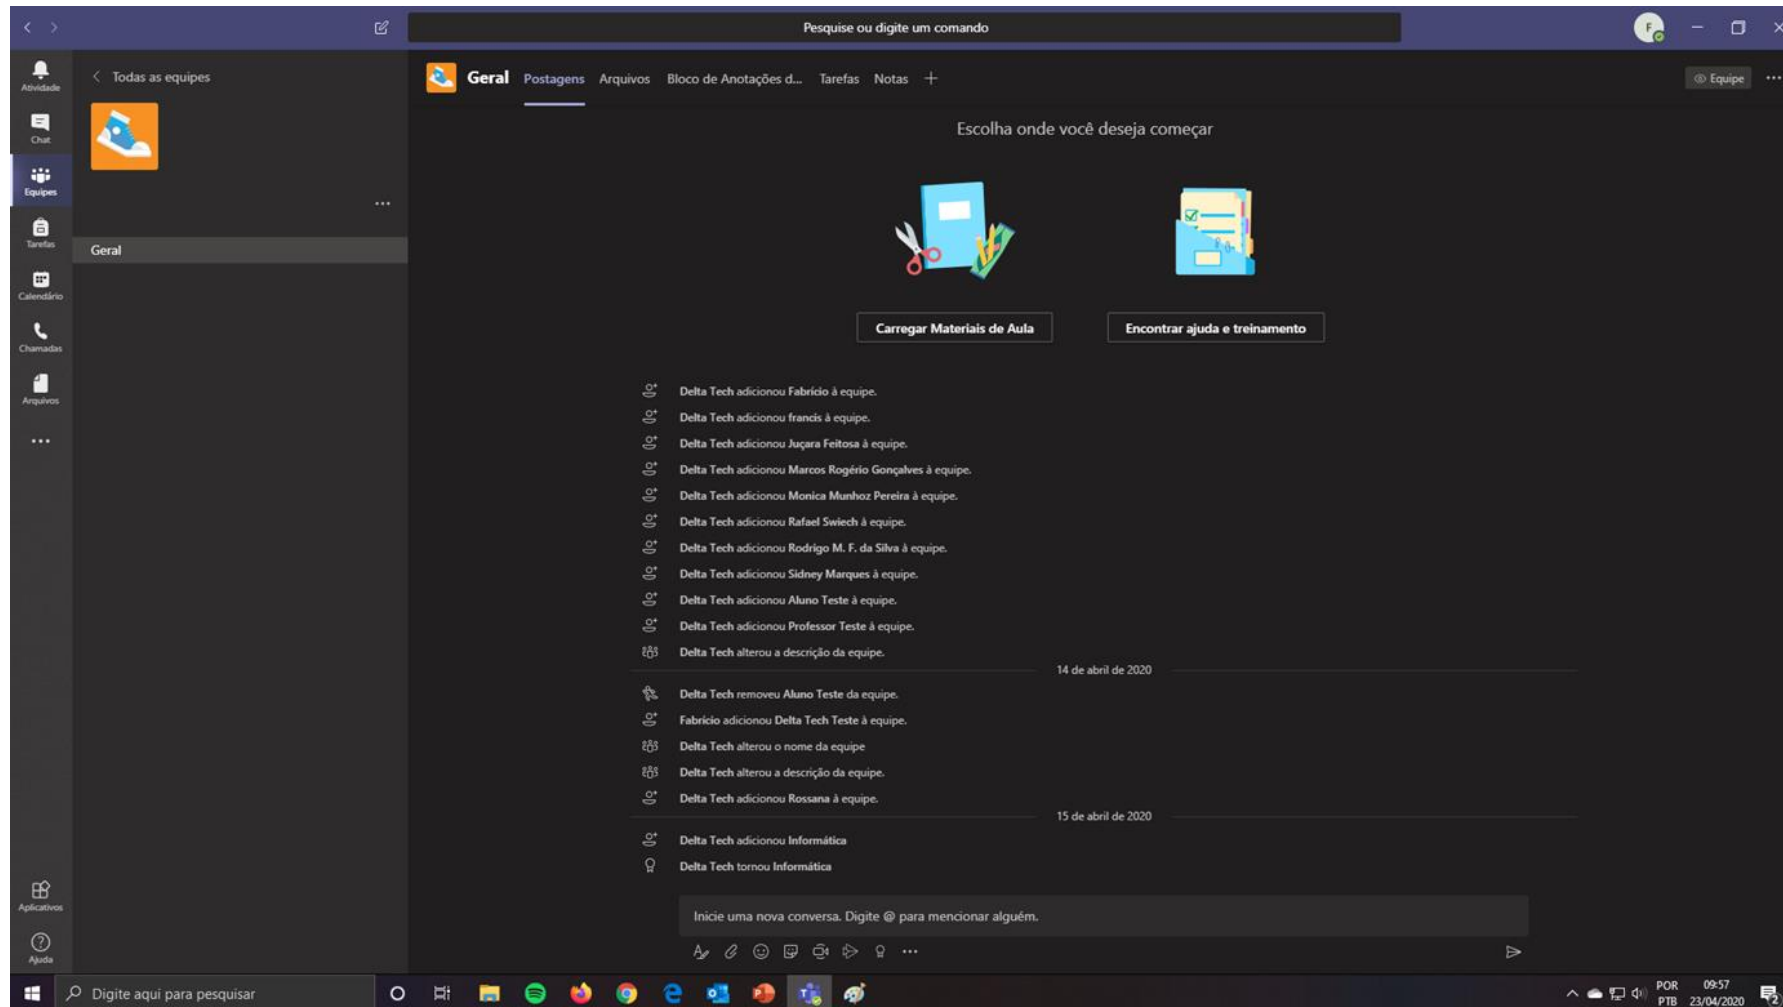 Pesquise ou digite um comando
F
Atividade
Chat
Equipes
Tarefas
Calendário
Chamadas
Arquivos
Aplicativos
Ajuda
Todas as equipes
Geral
Geral Postagens Arquivos Bloco de Anotações d... Tarefas Notas
Equipe
Escolha onde você deseja começar
Carregar Materiais de Aula
Encontrar ajuda e treinamento
Delta Tech adicionou Fabrício à equipe.
Delta Tech adicionou francis à equipe.
Delta Tech adicionou Juçara Feitosa à equipe.
Delta Tech adicionou Marcos Rogério Gonçalves à equipe.
Delta Tech adicionou Monica Munhoz Pereira à equipe.
Delta Tech adicionou Rafael Swiech à equipe.
Delta Tech adicionou Rodrigo M. F. da Silva à equipe.
Delta Tech adicionou Sidney Marques à equipe.
Delta Tech adicionou Aluno Teste à equipe.
Delta Tech adicionou Professor Teste à equipe.
Delta Tech alterou a descrição da equipe.
14 de abril de 2020
Delta Tech removeu Aluno Teste da equipe.
Fabrício adicionou Delta Tech Teste à equipe.
Delta Tech alterou o nome da equipe
Delta Tech alterou a descrição da equipe.
Delta Tech adicionou Rossana à equipe.
15 de abril de 2020
Delta Tech adicionou Informática
Delta Tech tornou Informática
Inicie uma nova conversa. Digite @ para mencionar alguém.
Digite aqui para pesquisar
POR
PTB
09:57
23/04/2020